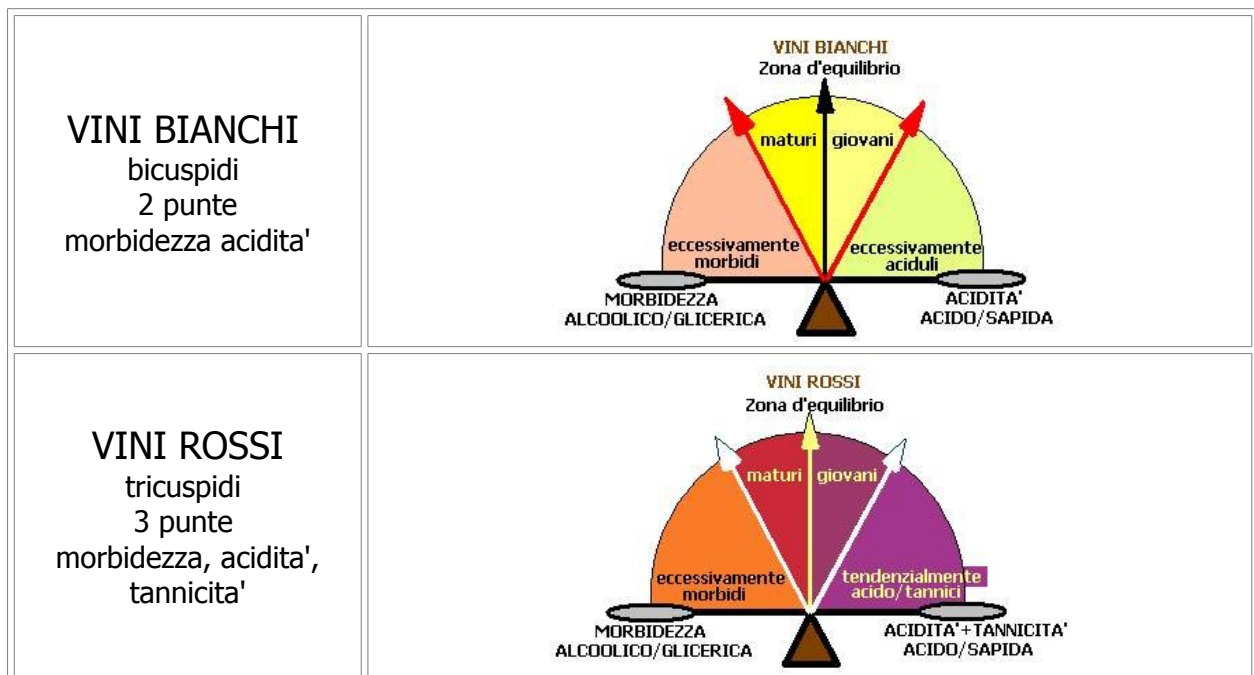 VINI BIANCHI
bicuspidi
2 punte
morbidezza acidita'
VINI BIANCHI
Zona d'equilibrio
maturi
giovani
eccessivamente
morbidi
eccessivamente
aciduli
MORBIDEZZA
ALCOOLICO/GLICERICA
ACIDITA'
ACIDO/SAPIDA
VINI ROSSI
tricuspidi
3 punte
morbidezza, acidita',
tannicita'
VINI ROSSI
Zona d'equilibrio
maturi
giovani
eccessivamente
morbidi
tendenzialmente
acido/tannici
MORBIDEZZA
ALCOOLICO/GLICERICA
ACIDITA'+TANNICITA'
ACIDO/SAPIDA